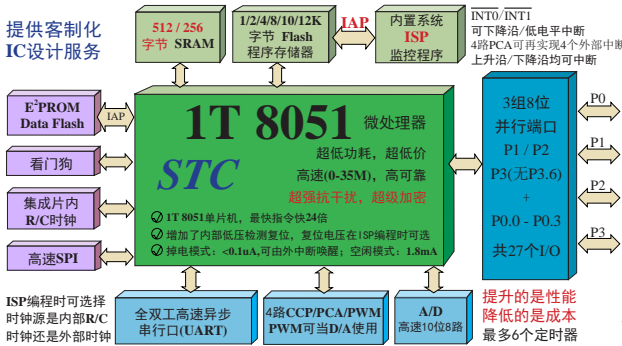 提供客制化
IC设计服务
512 / 256
字节 SRAM
1/2/4/8/10/12K
字节 Flash
程序存储器
IAP
内置系统
ISP
监控程序
INT0/INT1
可下降沿/低电平中断
4路PCA可再实现4个外部中断
上升沿/下降沿均可中断
E²PROM
Data Flash
IAP
看门狗
集成片内
R/C时钟
高速SPI
1T 8051 微处理器
STC
超低功耗，超低价
高速(0-35M)，高可靠
超强抗干扰，超级加密
1T 8051单片机，最快指令快24倍
增加了内部低压检测复位，复位电压在ISP编程时可选
掉电模式：<0.1uA,可由外中断唤醒；空闲模式：1.8mA
3组8位
并行端口
P1 / P2
P3(无P3.6)
+
P0.0 - P0.3
共27个I/O
P0
P1
P2
P3
ISP编程时可选择
时钟源是内部R/C
时钟还是外部时钟
全双工高速异步
串行口(UART)
4路CCP/PCA/PWM
PWM可当D/A使用
A/D
高速10位8路
提升的是性能
降低的是成本
最多6个定时器